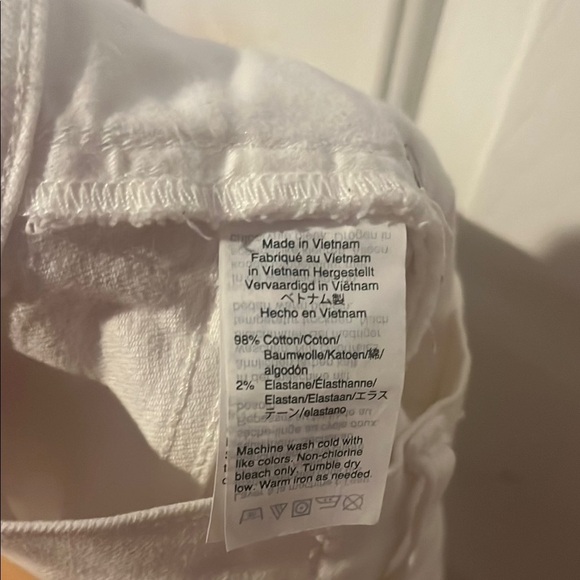 Made in Vietnam
Fabriqué au Vietnam
in Vietnam Hergestellt
Vervaardigd in Viëtnam
ベトナム製
Hecho en Vietnam
98% Cotton/Coton/
Baumwolle/Katoen/綿/
algodón
2% Elastane/Élasthanne/
Elastan/Elastaan/エラス
テーン/elastano
Machine wash cold with
like colors. Non-chlorine
bleach only. Tumble dry
low. Warm iron as needed.